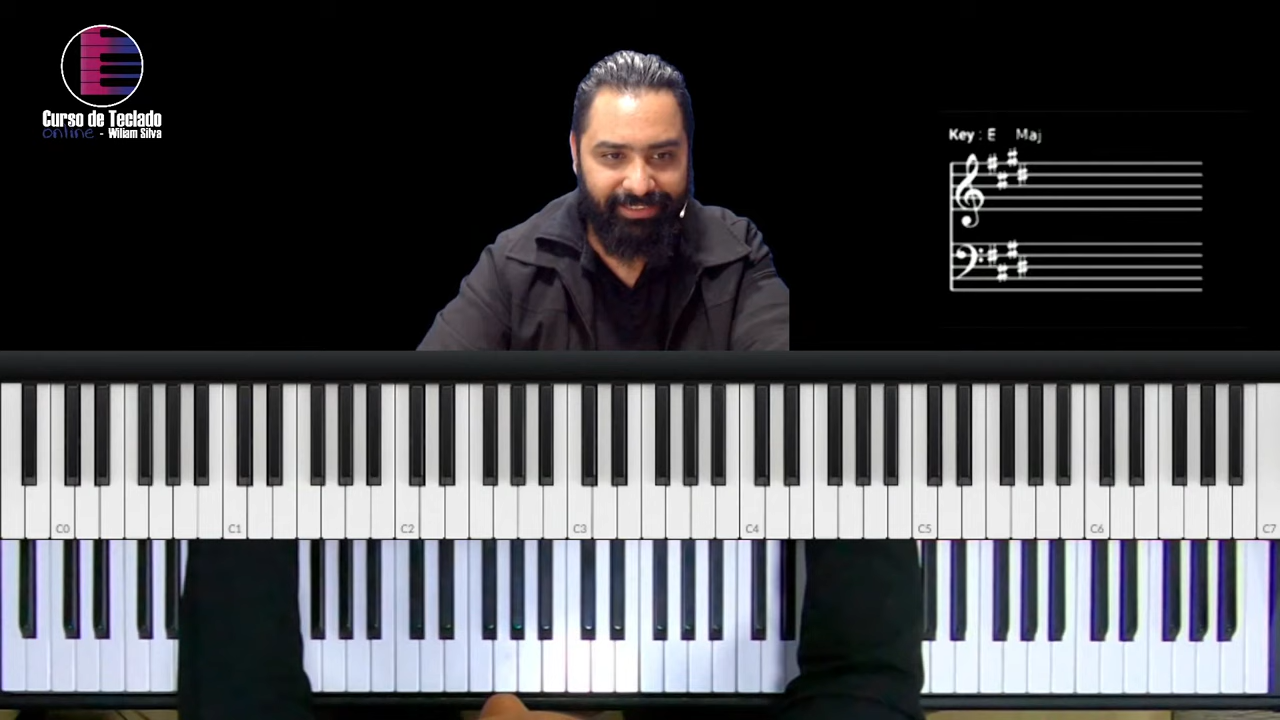 Curso de Teclado
online - Wiliam Silva
Key : E Maj
C0 C1 C2 C3 C4 C5 C6 C7